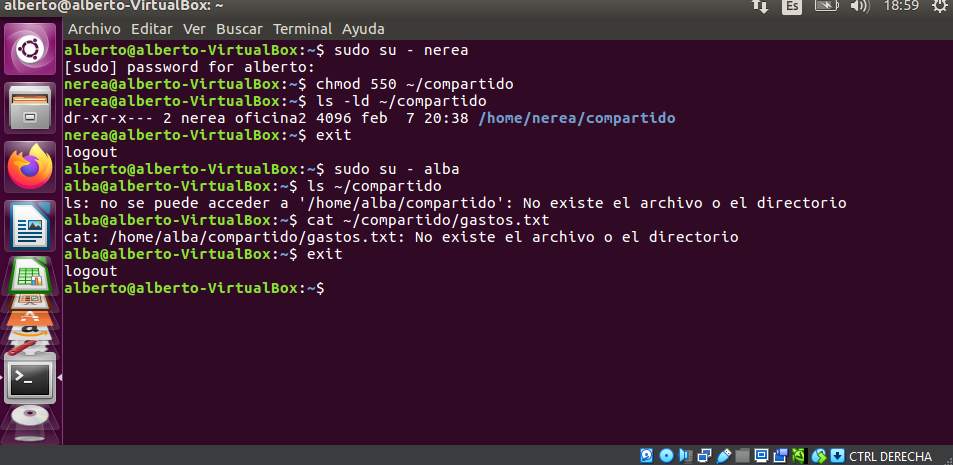 alberto@alberto-VirtualBox: ~
Es
18:59
Archivo Editar Ver Buscar Terminal Ayuda
alberto@alberto-VirtualBox:~$ sudo su - nerea
[sudo] password for alberto:
nerea@alberto-VirtualBox:~$ chmod 550 ~/compartido
nerea@alberto-VirtualBox:~$ ls -ld ~/compartido
dr-xr-x--- 2 nerea oficina2 4096 feb  7 20:38 /home/nerea/compartido
nerea@alberto-VirtualBox:~$ exit
logout
alberto@alberto-VirtualBox:~$ sudo su - alba
alba@alberto-VirtualBox:~$ ls ~/compartido
ls: no se puede acceder a '/home/alba/compartido': No existe el archivo o el directorio
alba@alberto-VirtualBox:~$ cat ~/compartido/gastos.txt
cat: /home/alba/compartido/gastos.txt: No existe el archivo o el directorio
alba@alberto-VirtualBox:~$ exit
logout
alberto@alberto-VirtualBox:~$
CTRL DERECHA